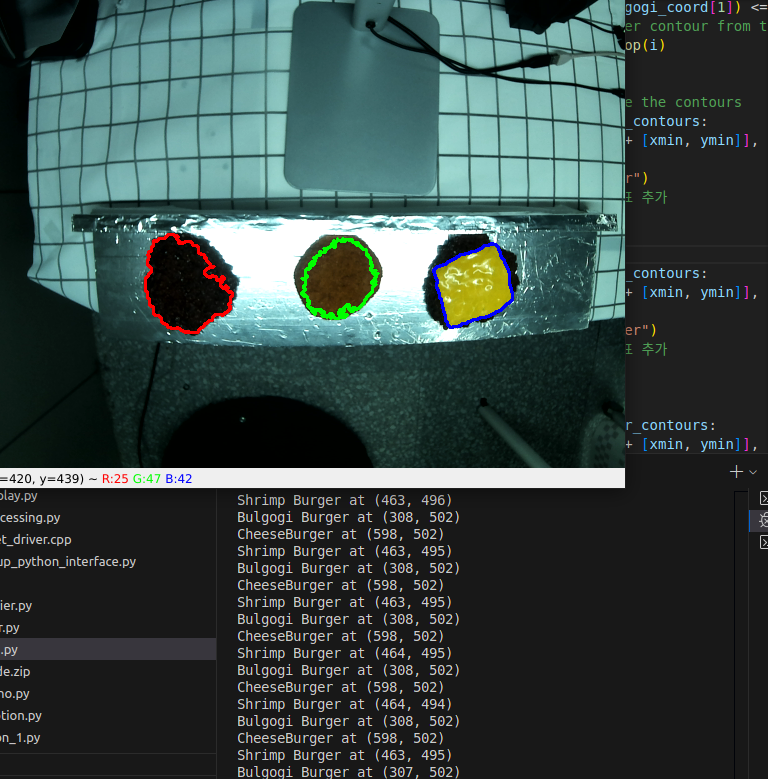 gogi_coord[1]) <=
er contour from t
op(i)
e the contours
_contours:
+ [xmin, ymin]],
r")
표 추가
_contours:
+ [xmin, ymin]],
er")
표 추가
r_contours:
+ [xmin, ymin]],
=420, y=439) ~ R:25 G:47 B:42
play.py
cessing.py
et_driver.cpp
up_python_interface.py
ier.py
r.py
.py
de.zip
no.py
otion.py
on_1.py
Shrimp Burger at (463, 496)
Bulgogi Burger at (308, 502)
CheeseBurger at (598, 502)
Shrimp Burger at (463, 495)
Bulgogi Burger at (308, 502)
CheeseBurger at (598, 502)
Shrimp Burger at (463, 495)
Bulgogi Burger at (308, 502)
CheeseBurger at (598, 502)
Shrimp Burger at (464, 495)
Bulgogi Burger at (308, 502)
CheeseBurger at (598, 502)
Shrimp Burger at (464, 494)
Bulgogi Burger at (308, 502)
CheeseBurger at (598, 502)
Shrimp Burger at (463, 495)
Bulgogi Burger at (307, 502)